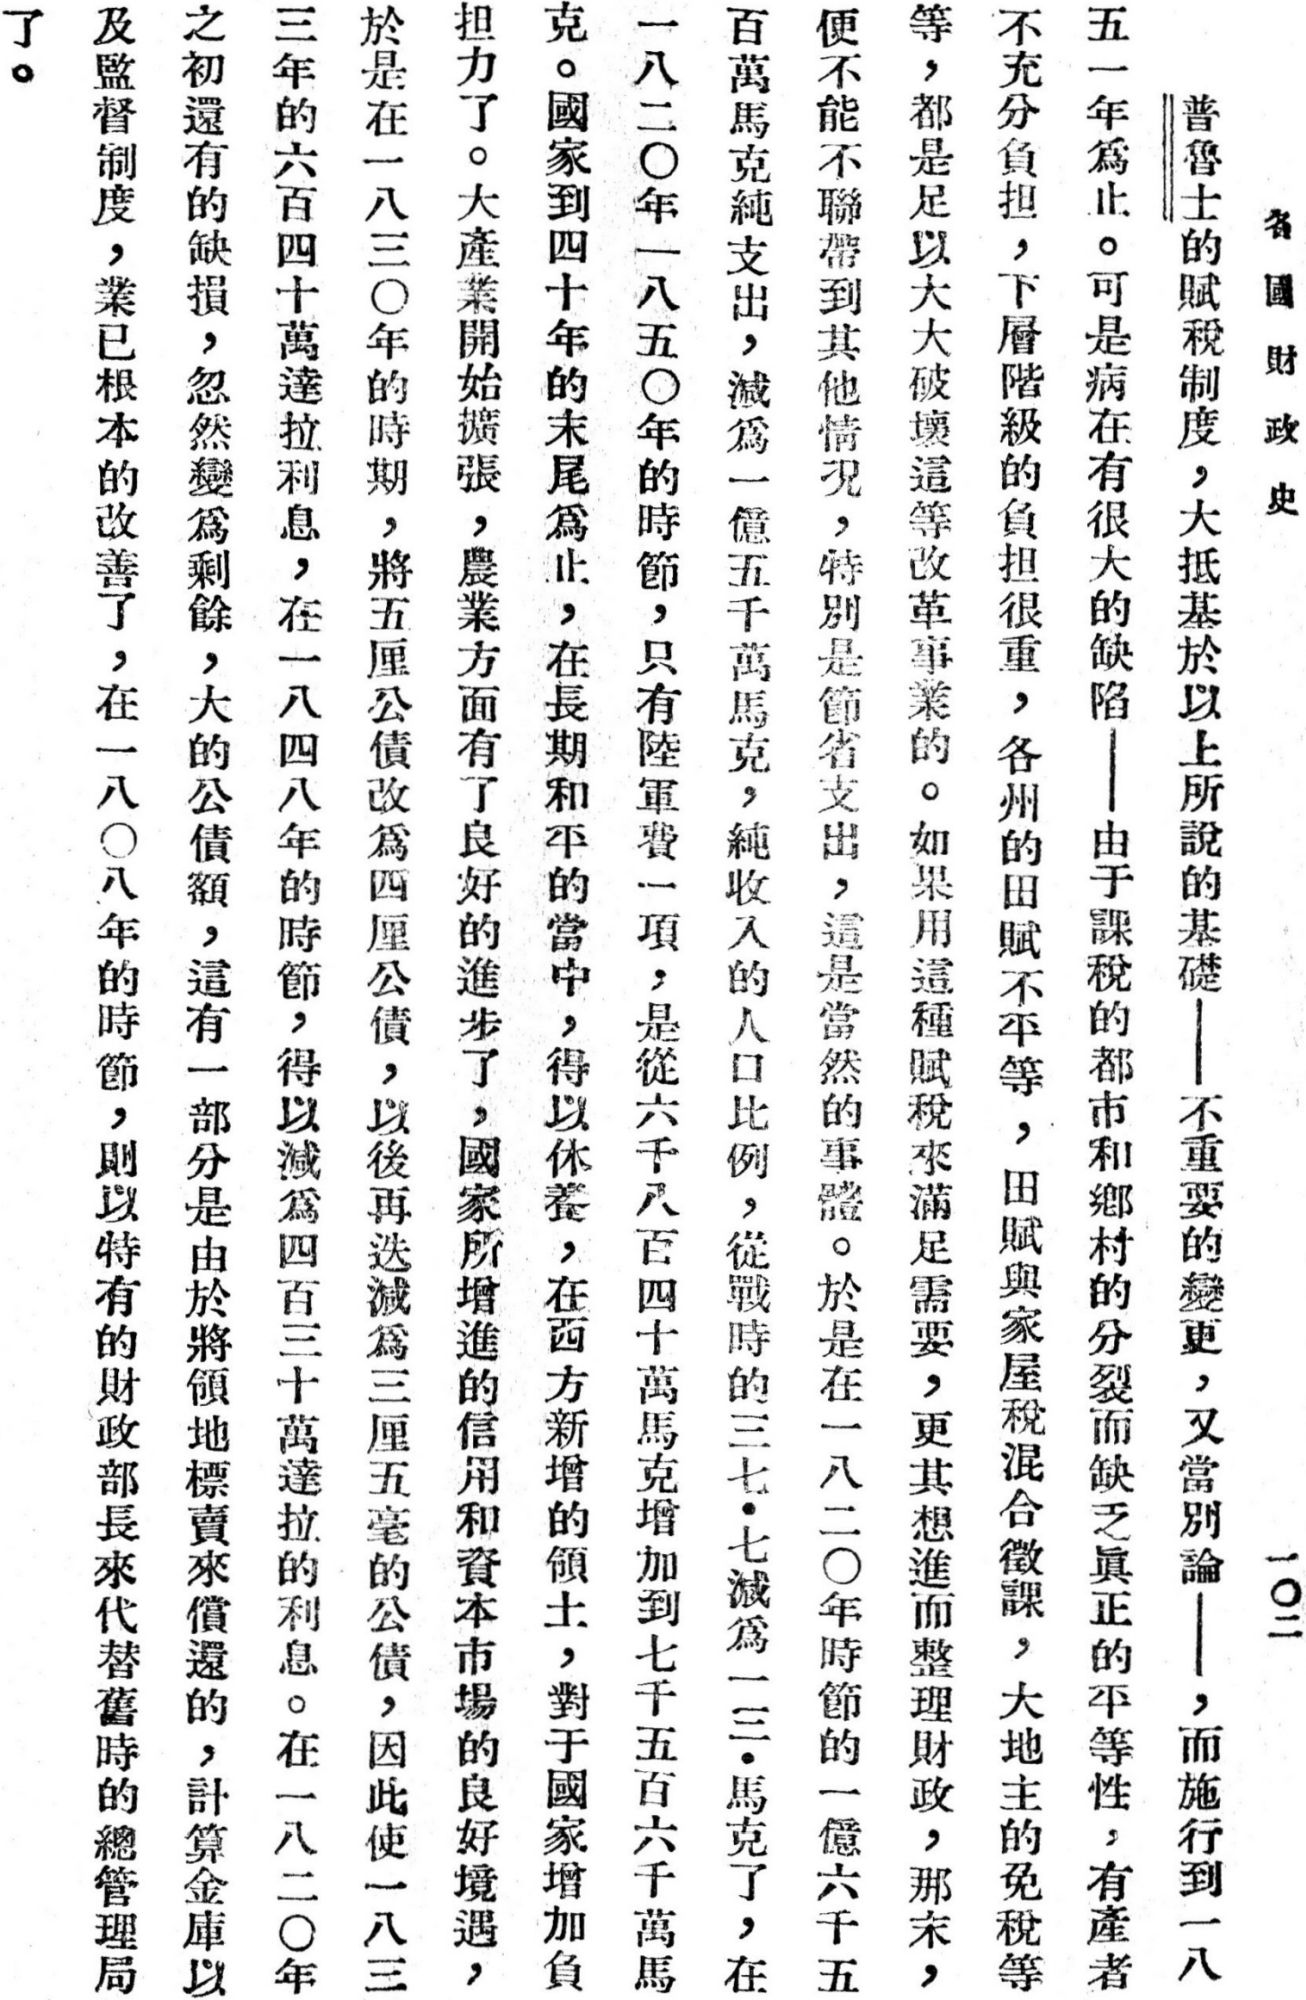 各國財政史
一〇二
普魯士的賦稅制度，大抵基於以上所說的基礎——不重要的變更，又當別論——，而施行到一八
五一年爲止。可是病在有很大的缺陷——由于課稅的都市和鄕村的分裂而缺乏眞正的平等性，有產者
不充分負担，下層階級的負担很重，各州的田賦不平等，田賦與家屋稅混合徵課，大地主的免稅等
等，都是足以大大破壞這等改革事業的。如果用這種賦稅來滿足需要，更其想進而整理財政，那末，
便不能不聯帶到其他情況，特別是節省支出，這是當然的事體。於是在一八二〇年時節的一億六千五
百萬馬克純支出，減爲一億五千萬馬克，純收入的人口比例，從戰時的三七·七減爲一三·馬克了，在
一八二〇年一八五〇年的時節，只有陸軍費一項，是從六千八百四十萬馬克增加到七千五百六千萬馬
克。國家到四十年的末尾爲止，在長期和平的當中，得以休養，在西方新增的領土，對于國家增加負
担力了。大產業開始擴張，農業方面有了良好的進步了，國家所增進的信用和資本市場的良好境遇，
於是在一八三〇年的時期，將五厘公債改爲四厘公債，以後再迭減爲三厘五毫的公債，因此使一八三
三年的六百四十萬達拉利息，在一八四八年的時節，得以減爲四百三十萬達拉的利息。在一八二〇年
之初還有的缺損，忽然變爲剩餘，大的公債額，這有一部分是由於將領地標賣來償還的，計算金庫以
及監督制度，業已根本的改善了，在一八〇八年的時節，則以特有的財政部長來代替舊時的總管理局
了。